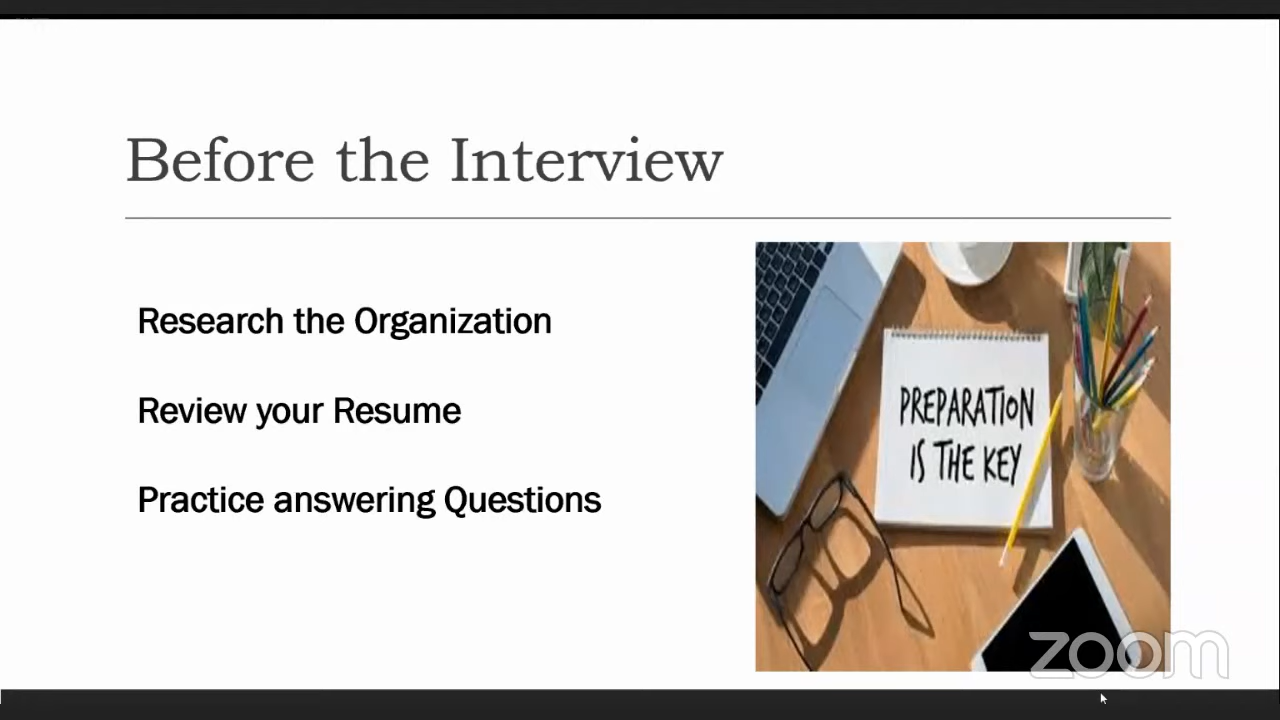 Before the Interview
Research the Organization
Review your Resume
Practice answering Questions
PREPARATION
IS THE KEY
zoom